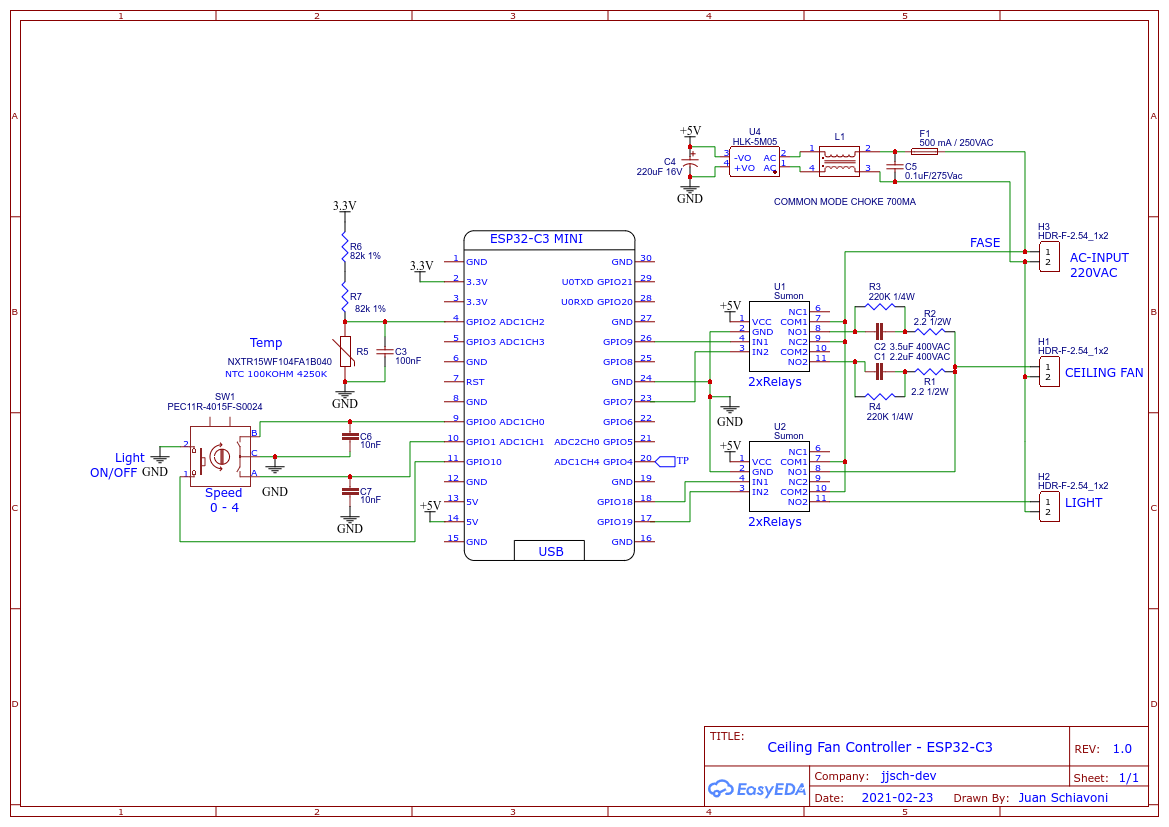 1 2 3 4 5
A
B
C
D
A
B
C
D
+5V
C4
220uF 16V
GND
U4
HLK-5M05
3 -VO AC 2
4 +VO AC 1
L1
1 2
4 3
COMMON MODE CHOKE 700MA
F1
500 mA / 250VAC
C5
0.1uF/275Vac
FASE
H3
HDR-F-2.54_1x2
1
2
AC-INPUT
220VAC
3.3V
R6
82k 1%
R7
82k 1%
Temp
NXTR15WF104FA1B040
NTC 100KOHM 4250K
R5
C3
100nF
GND
3.3V
ESP32-C3 MINI
1 GND
2 3.3V
3 3.3V
4 GPIO2 ADC1CH2
5 GPIO3 ADC1CH3
6 GND
7 RST
8 GND
9 GPIO0 ADC1CH0
10 GPIO1 ADC1CH1
11 GPIO10
12 GND
13 5V
14 5V
15 GND
GND 30
U0TXD GPIO21 29
U0RXD GPIO20 28
GND 27
GPIO9 26
GPIO8 25
GND 24
GPIO7 23
GPIO6 22
ADC2CH0 GPIO5 21
ADC1CH4 GPIO4 20
GND 19
GPIO18 18
GPIO19 17
GND 16
USB
TP
+5V
SW1
PEC11R-4015F-S0024
2
1
B
C
A
Light
ON/OFF
GND
Speed
0 - 4
GND
C6
10nF
C7
10nF
GND
+5V
U1
Sumon
1 VCC
2 GND
4 IN1
3 IN2
NC1 6
COM1 7
NO1 8
NC2 9
COM2 10
NO2 11
2xRelays
GND
R3
220K 1/4W
R2
2.2 1/2W
C2 3.5uF 400VAC
C1 2.2uF 400VAC
R1
2.2 1/2W
R4
220K 1/4W
H1
HDR-F-2.54_1x2
1
2
CEILING FAN
+5V
U2
Sumon
1 VCC
2 GND
4 IN1
3 IN2
NC1 6
COM1 7
NO1 8
NC2 9
COM2 10
NO2 11
2xRelays
H2
HDR-F-2.54_1x2
1
2
LIGHT
TITLE:
Ceiling Fan Controller - ESP32-C3
REV: 1.0
EasyEDA
Company: jjsch-dev
Sheet: 1/1
Date: 2021-02-23 Drawn By: Juan Schiavoni
1 2 3 4 5